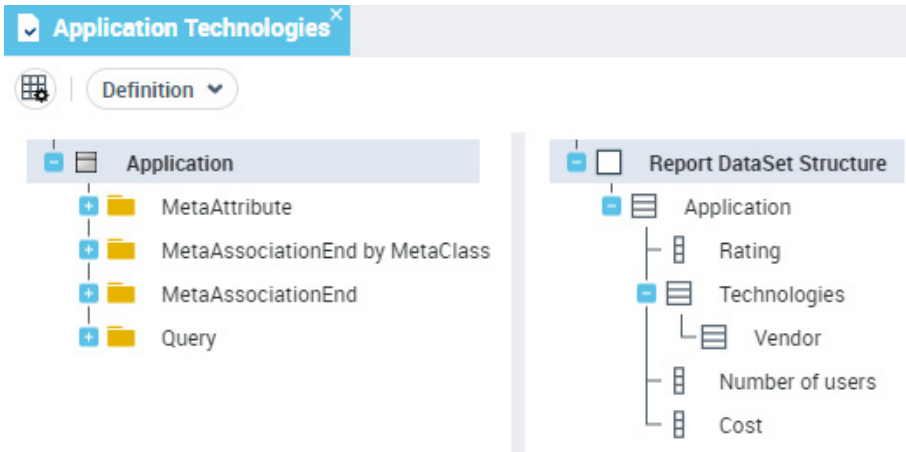 Application Technologies
Definition
Application
MetaAttribute
MetaAssociationEnd by MetaClass
MetaAssociationEnd
Query
Report DataSet Structure
Application
Rating
Technologies
Vendor
Number of users
Cost